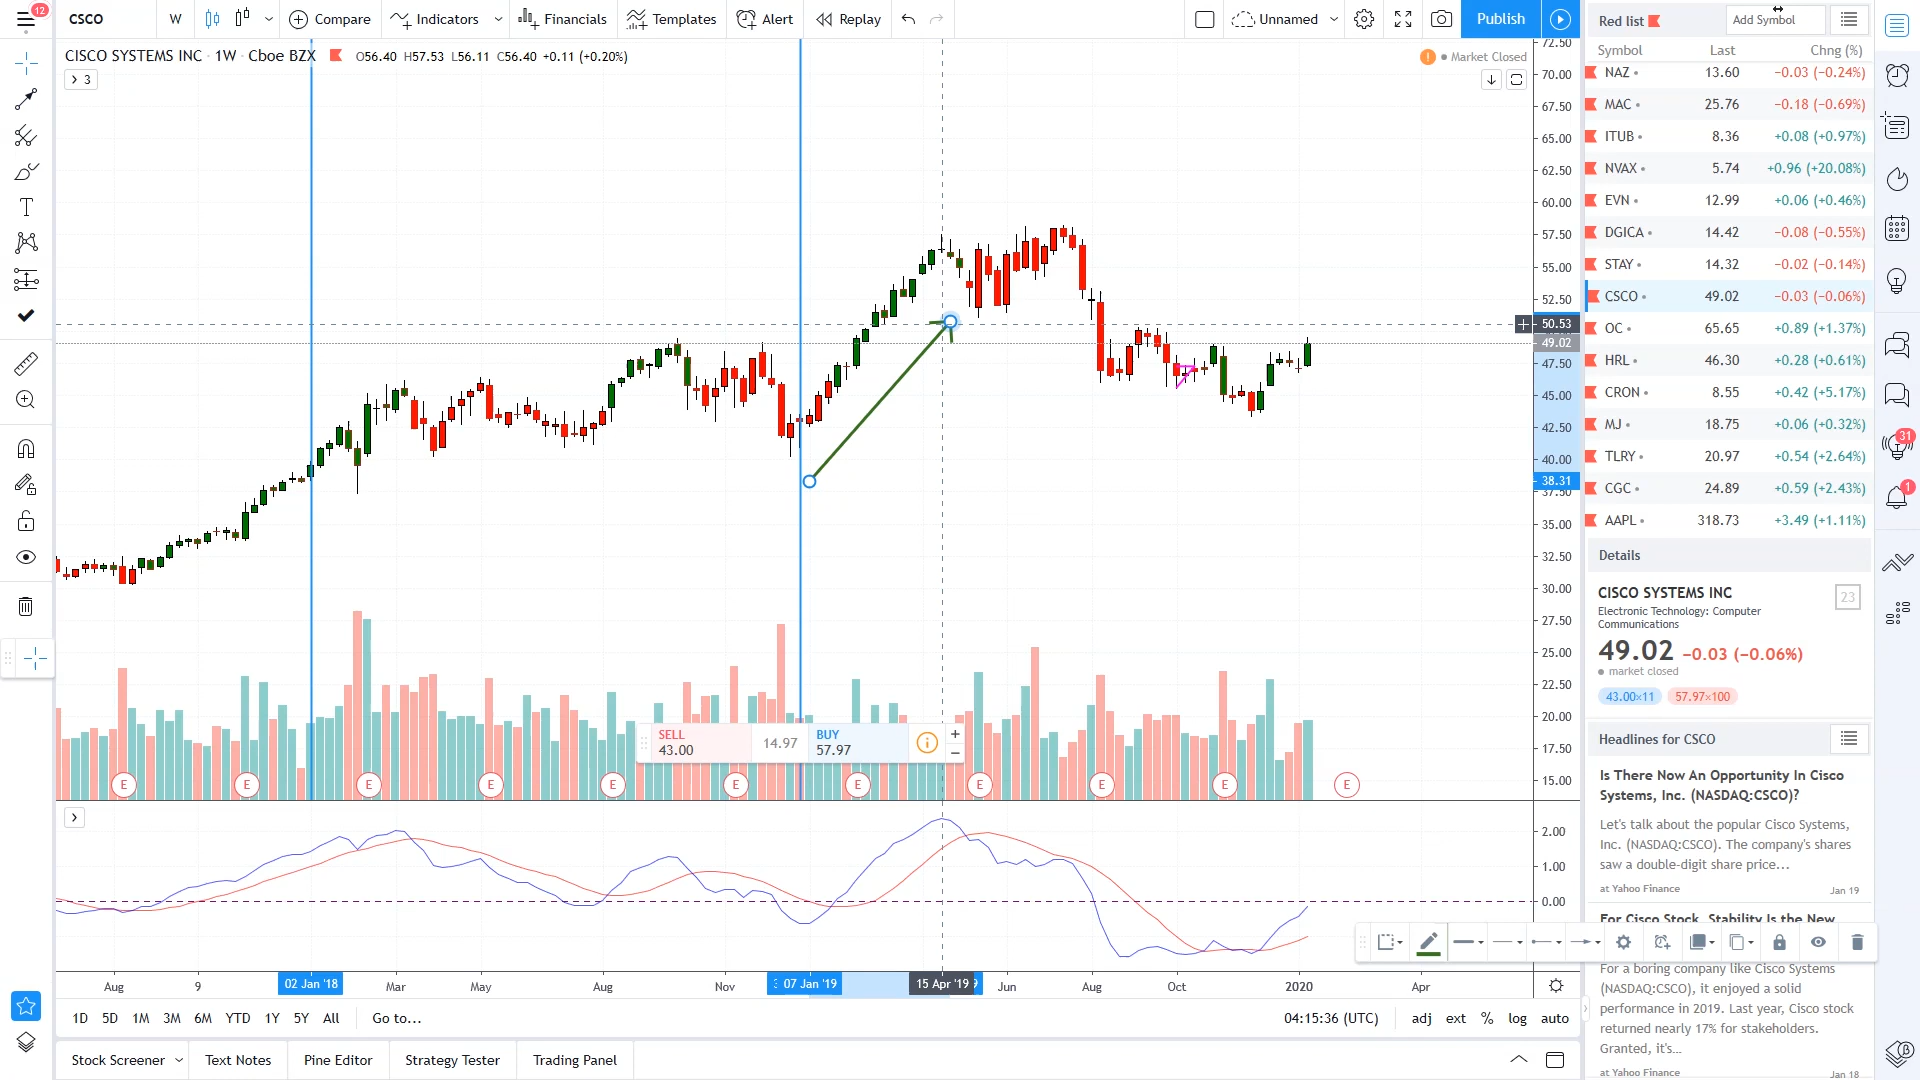 12
CSCO
W
Compare
Indicators
Financials
Templates
Alert
Replay
Unnamed
Publish
CISCO SYSTEMS INC · 1W · Cboe BZX O56.40 H57.53 L56.11 C56.40 +0.11 (+0.20%)
3
Market Closed
72.50
70.00
67.50
65.00
62.50
60.00
57.50
55.00
52.50
50.53
49.02
47.50
45.00
42.50
40.00
38.31
37.50
35.00
32.50
30.00
27.50
25.00
22.50
20.00
17.50
15.00
SELL
43.00
14.97
BUY
57.97
E E E E E E E E E E E
2.00
1.00
0.00
Aug 9 02 Jan '18 Mar May Aug Nov 07 Jan '19 15 Apr '19 Jun Aug Oct 2020 Apr
1D 5D 1M 3M 6M YTD 1Y 5Y All Go to...
04:15:36 (UTC) adj ext % log auto
Stock Screener Text Notes Pine Editor Strategy Tester Trading Panel
Red list
Add Symbol
Symbol Last Chng (%)
NAZ 13.60 −0.03 (−0.24%)
MAC 25.76 −0.18 (−0.69%)
ITUB 8.36 +0.08 (+0.97%)
NVAX 5.74 +0.96 (+20.08%)
EVN 12.99 +0.06 (+0.46%)
DGICA 14.42 −0.08 (−0.55%)
STAY 14.32 −0.02 (−0.14%)
CSCO 49.02 −0.03 (−0.06%)
OC 65.65 +0.89 (+1.37%)
HRL 46.30 +0.28 (+0.61%)
CRON 8.55 +0.42 (+5.17%)
MJ 18.75 +0.06 (+0.32%)
TLRY 20.97 +0.54 (+2.64%)
CGC 24.89 +0.59 (+2.43%)
AAPL 318.73 +3.49 (+1.11%)
Details
CISCO SYSTEMS INC
23
Electronic Technology: Computer
Communications
49.02 −0.03 (−0.06%)
market closed
43.00×11 57.97×100
Headlines for CSCO
Is There Now An Opportunity In Cisco
Systems, Inc. (NASDAQ:CSCO)?
Let's talk about the popular Cisco Systems,
Inc. (NASDAQ:CSCO). The company's shares
saw a double-digit share price...
at Yahoo Finance Jan 19
For Cisco Stock, Stability Is the New
For a boring company like Cisco Systems
(NASDAQ:CSCO), it enjoyed a solid
performance in 2019. Last year, Cisco stock
returned nearly 17% for stakeholders.
Granted, it's...
at Yahoo Finance Jan 18
31
1